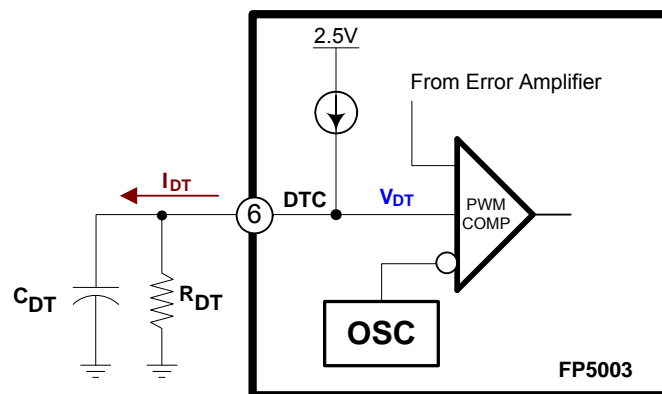 2.5V
From Error Amplifier
IDT
6
DTC
VDT
PWM
COMP
CDT
RDT
OSC
FP5003